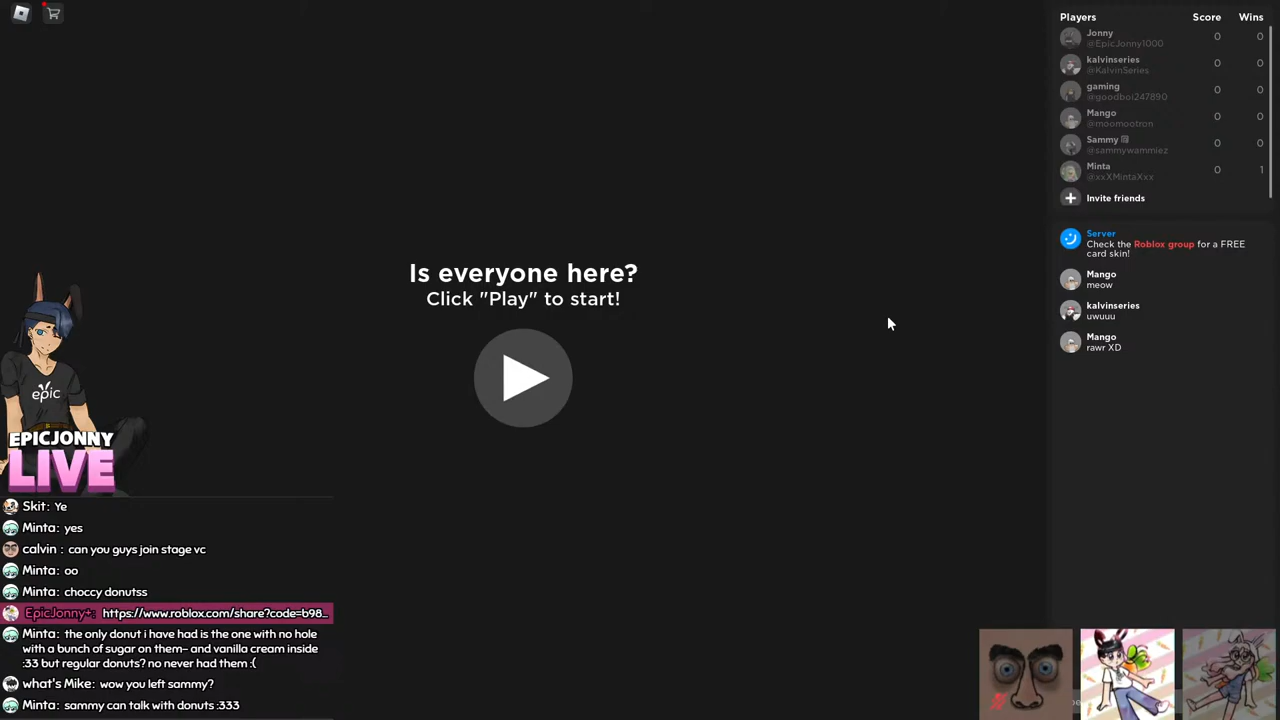 Players Score Wins
Jonny
@EpicJonny1000 0 0
kalvinseries
@KalvinSeries 0 0
gaming
@goodboi247890 0 0
Mango
@moomootron 0 0
Sammy
@sammywammiez 0 0
Minta
@xxXMintaXxx 0 1
Invite friends
Server
Check the Roblox group for a FREE
card skin!
Mango
meow
kalvinseries
uwuuu
Mango
rawr XD
Is everyone here?
Click "Play" to start!
epic
EPICJONNY
LIVE
Skit: Ye
Minta: yes
calvin : can you guys join stage vc
Minta: oo
Minta: choccy donutss
EpicJonny+: https://www.roblox.com/share?code=b98...
Minta: the only donut i have had is the one with no hole
with a bunch of sugar on them- and vanilla cream inside
:33 but regular donuts? no never had them :(
what's Mike: wow you left sammy?
Minta: sammy can talk with donuts :333